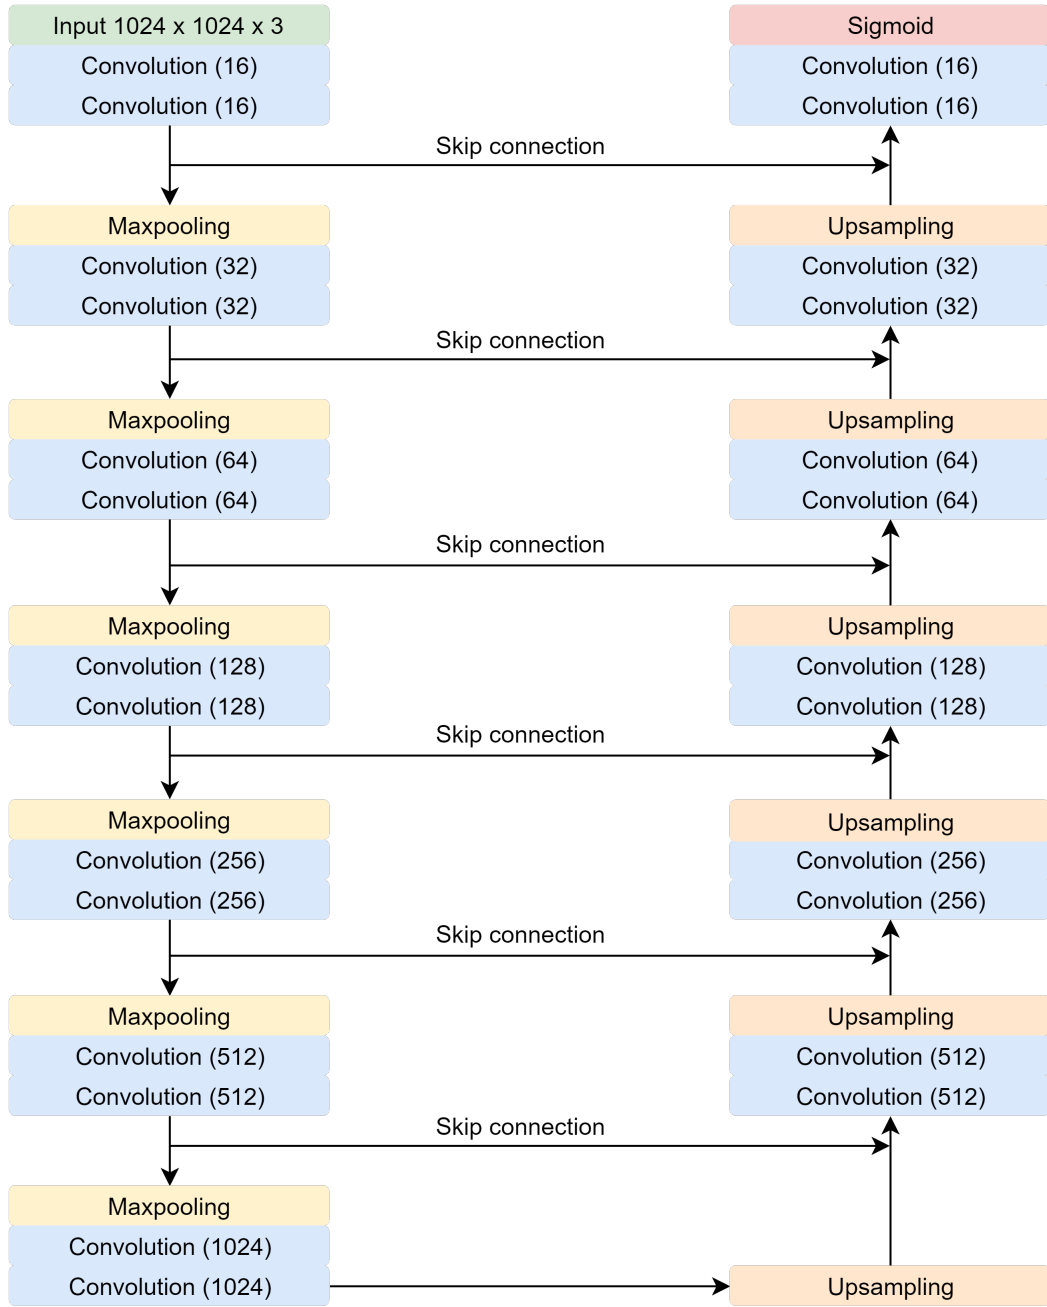 Input 1024 x 1024 x 3
Convolution (16)
Convolution (16)
Maxpooling
Convolution (32)
Convolution (32)
Maxpooling
Convolution (64)
Convolution (64)
Maxpooling
Convolution (128)
Convolution (128)
Maxpooling
Convolution (256)
Convolution (256)
Maxpooling
Convolution (512)
Convolution (512)
Maxpooling
Convolution (1024)
Convolution (1024)
Skip connection
Skip connection
Skip connection
Skip connection
Skip connection
Skip connection
Sigmoid
Convolution (16)
Convolution (16)
Upsampling
Convolution (32)
Convolution (32)
Upsampling
Convolution (64)
Convolution (64)
Upsampling
Convolution (128)
Convolution (128)
Upsampling
Convolution (256)
Convolution (256)
Upsampling
Convolution (512)
Convolution (512)
Upsampling